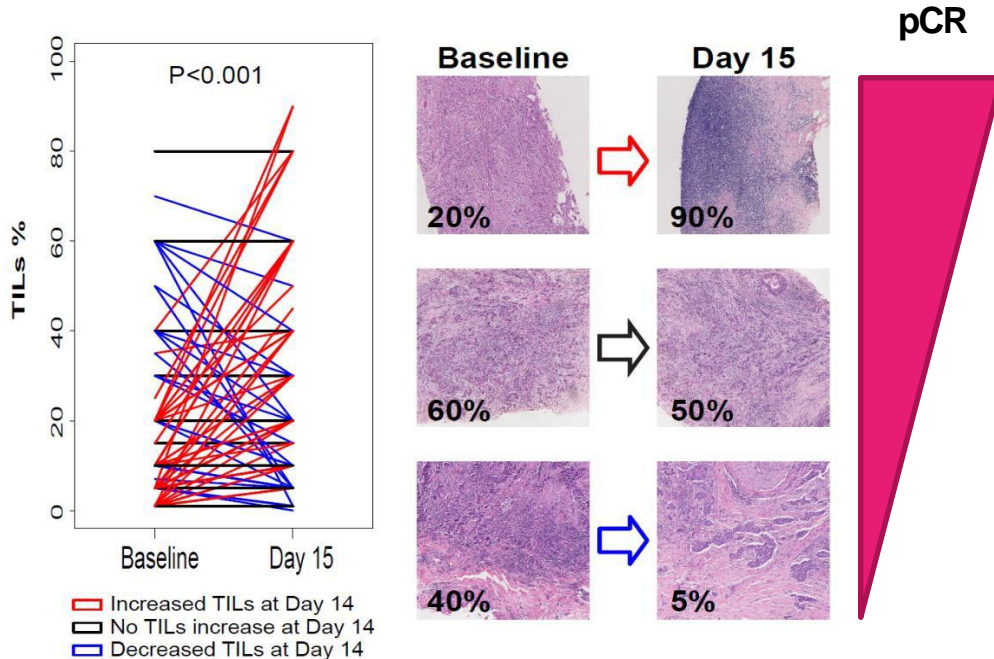 pCR
TILs %
100
80
60
40
20
0
P<0.001
Baseline
Day 15
Increased TILs at Day 14
No TILs increase at Day 14
Decreased TILs at Day 14
Baseline
Day 15
20%
90%
60%
50%
40%
5%